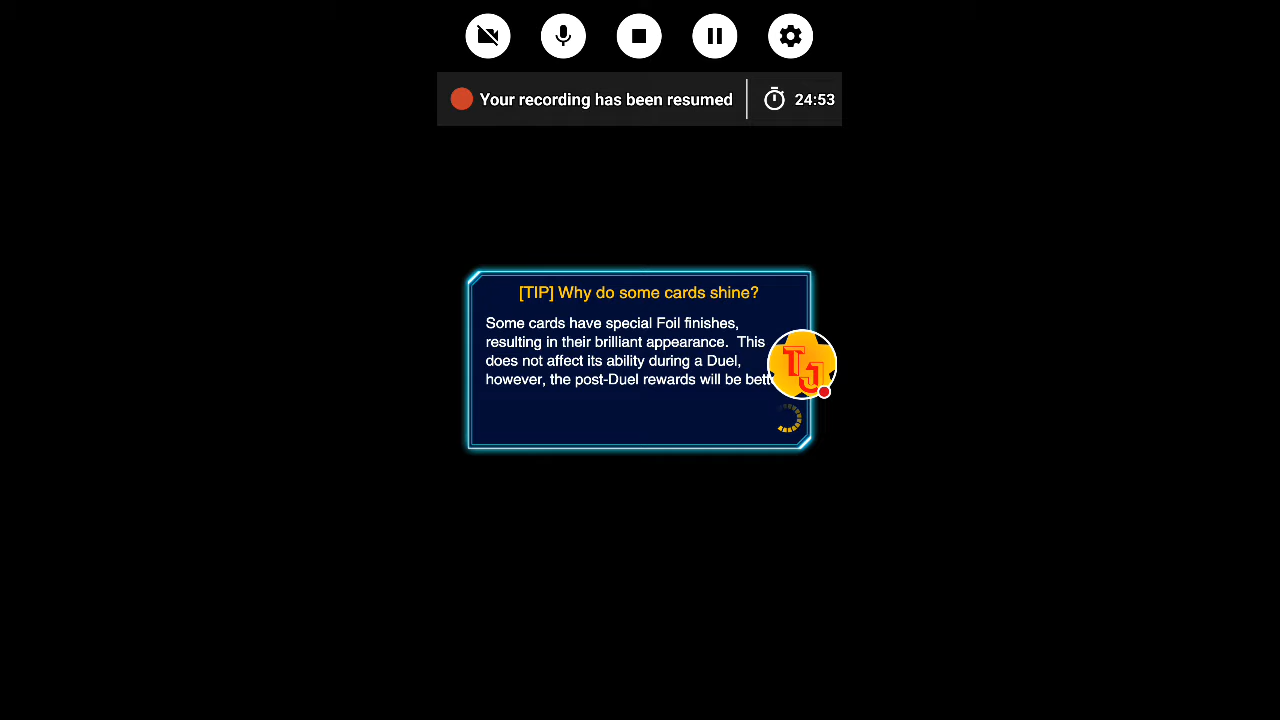 Your recording has been resumed
24:53
[TIP] Why do some cards shine?
Some cards have special Foil finishes,
resulting in their brilliant appearance. This
does not affect its ability during a Duel,
however, the post-Duel rewards will be
TJ